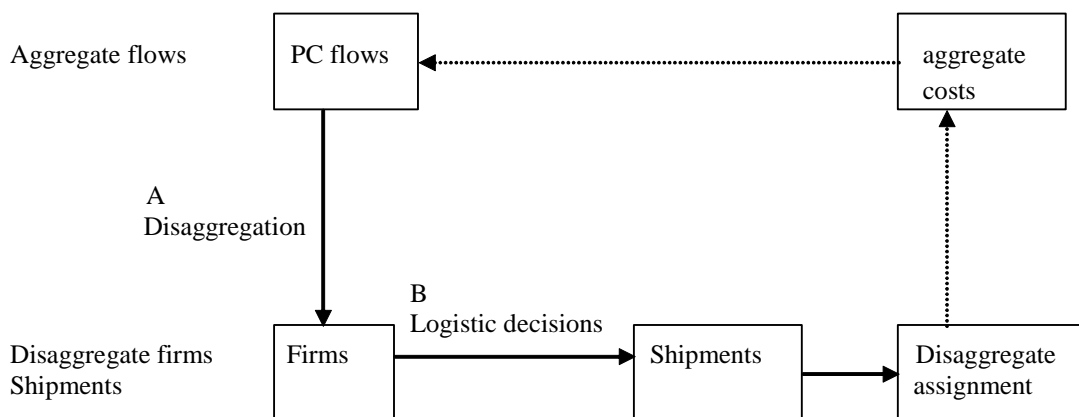 Aggregate flows
PC flows
aggregate
costs
A
Disaggregation
B
Logistic decisions
Disaggregate firms
Shipments
Firms
Shipments
Disaggregate
assignment